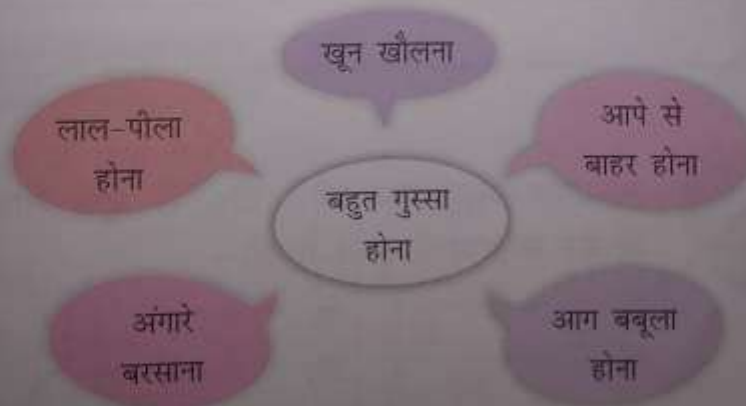 खून खौलना
लाल-पीला
होना
आपे से
बाहर होना
बहुत गुस्सा
होना
अंगारे
बरसाना
आग बबूला
होना